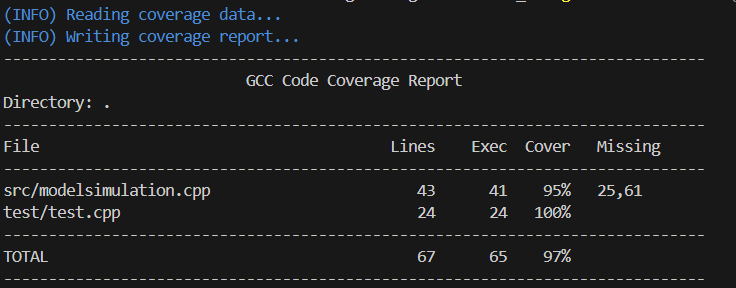 (INFO) Reading coverage data...
(INFO) Writing coverage report...
------------------------------------------------------------------------------
GCC Code Coverage Report
Directory: .
------------------------------------------------------------------------------
File Lines Exec Cover Missing
------------------------------------------------------------------------------
src/modelsimulation.cpp 43 41 95% 25,61
test/test.cpp 24 24 100%
------------------------------------------------------------------------------
TOTAL 67 65 97%
------------------------------------------------------------------------------